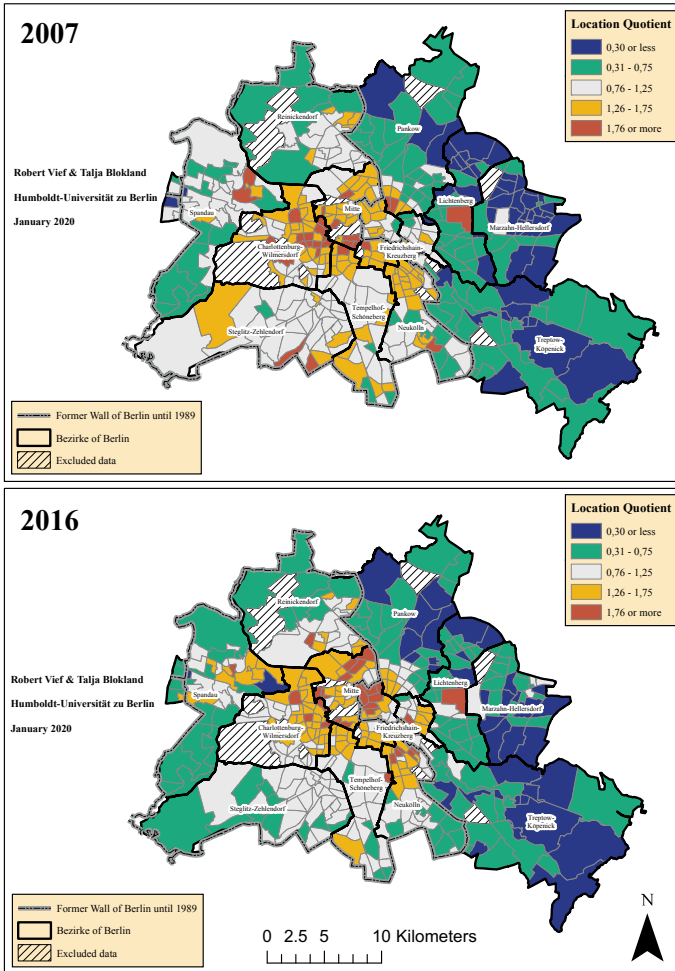 2007
Location Quotient
0,30 or less
0,31 - 0,75
0,76 - 1,25
1,26 - 1,75
1,76 or more
Reinickendorf
Pankow
Robert Vief & Talja Blokland
Humboldt-Universität zu Berlin
January 2020
Spandau
Mitte
Lichtenberg
Marzahn-Hellersdorf
Charlottenburg-
Wilmersdorf
Friedrichshain-
Kreuzberg
Tempelhof-
Schöneberg
Steglitz-Zehlendorf
Neukölln
Treptow-
Köpenick
Former Wall of Berlin until 1989
Bezirke of Berlin
Excluded data
2016
Location Quotient
0,30 or less
0,31 - 0,75
0,76 - 1,25
1,26 - 1,75
1,76 or more
Reinickendorf
Pankow
Robert Vief & Talja Blokland
Humboldt-Universität zu Berlin
January 2020
Spandau
Mitte
Lichtenberg
Marzahn-Hellersdorf
Charlottenburg-
Wilmersdorf
Friedrichshain-
Kreuzberg
Tempelhof-
Schöneberg
Steglitz-Zehlendorf
Neukölln
Treptow-
Köpenick
Former Wall of Berlin until 1989
Bezirke of Berlin
Excluded data
0 2.5 5 10 Kilometers
N